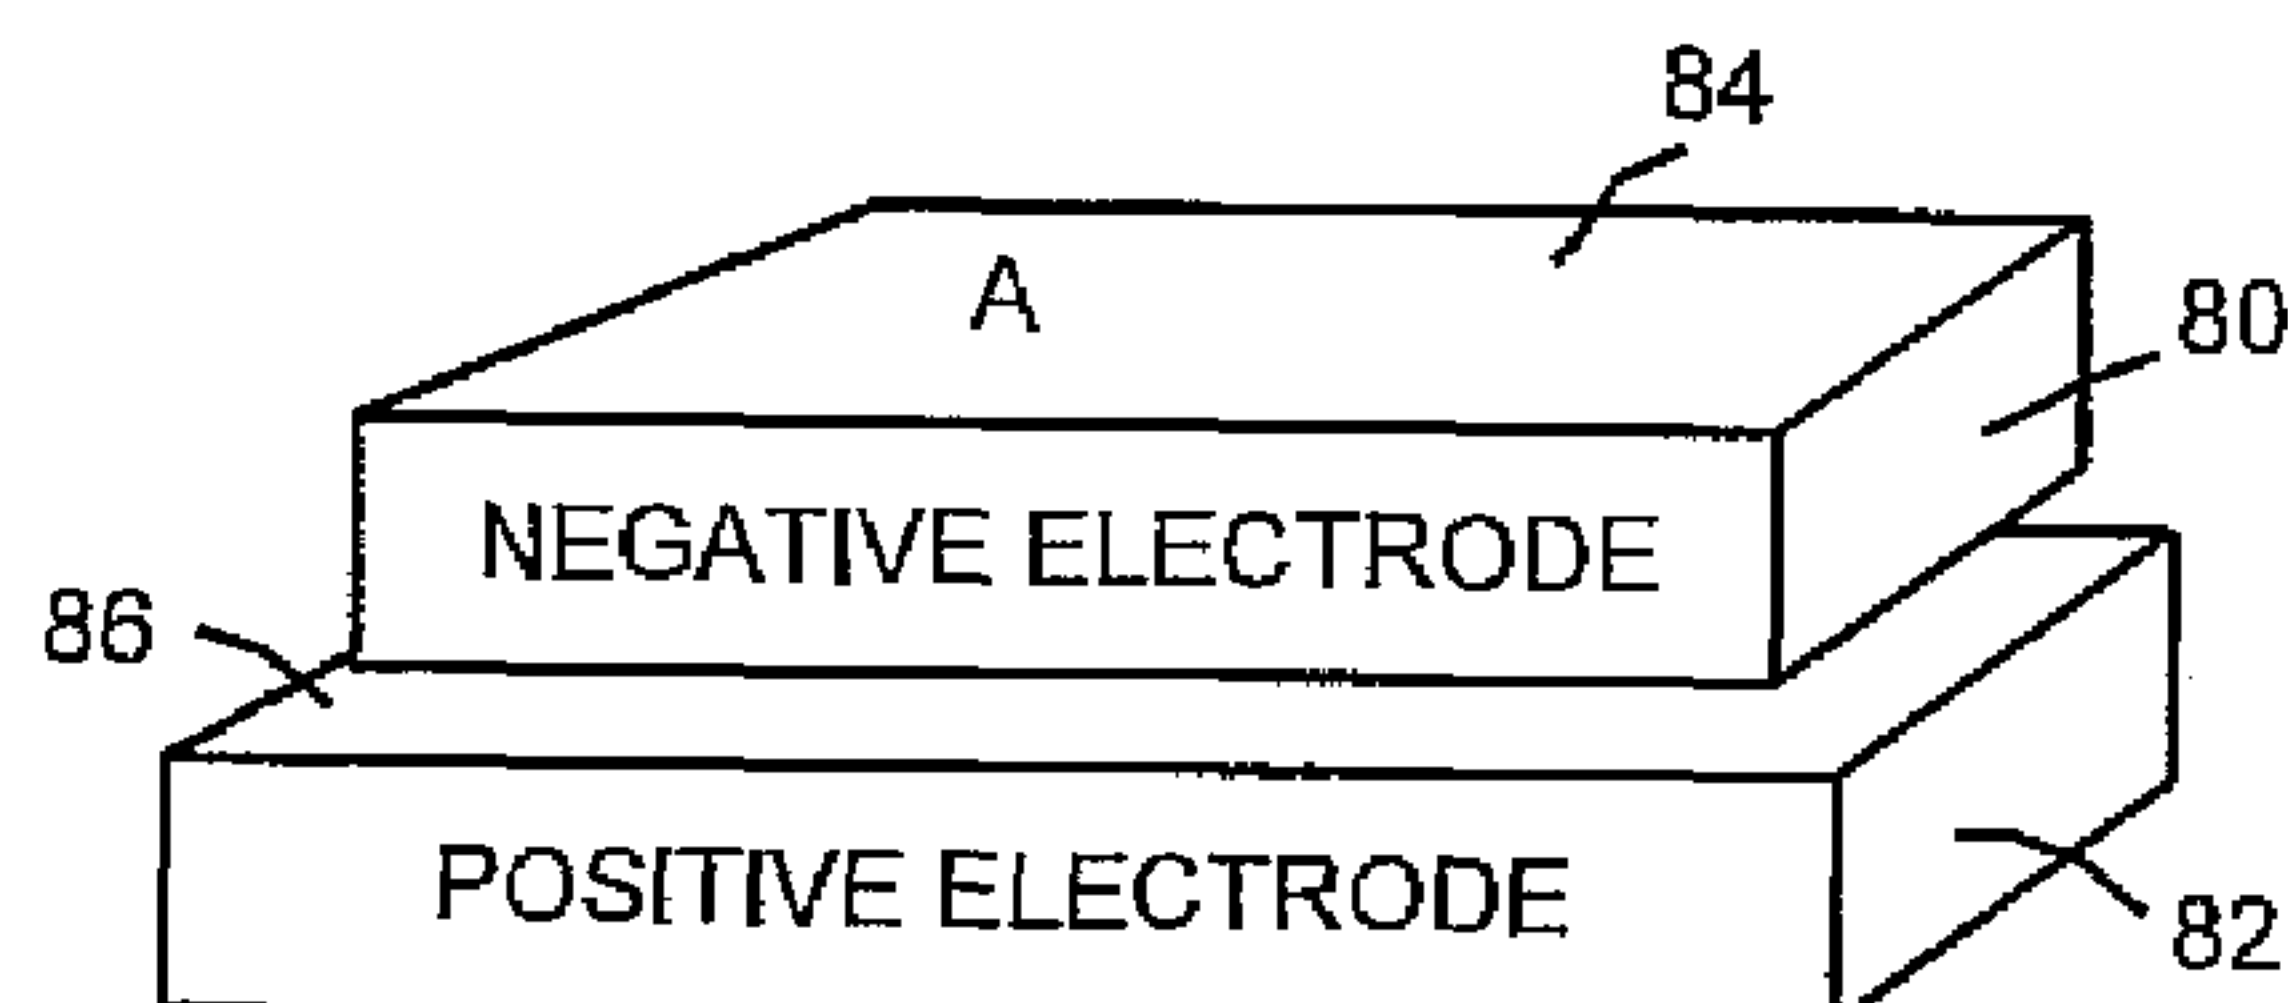 84
A
80
NEGATIVE ELECTRODE
86
POSITIVE ELECTRODE
82